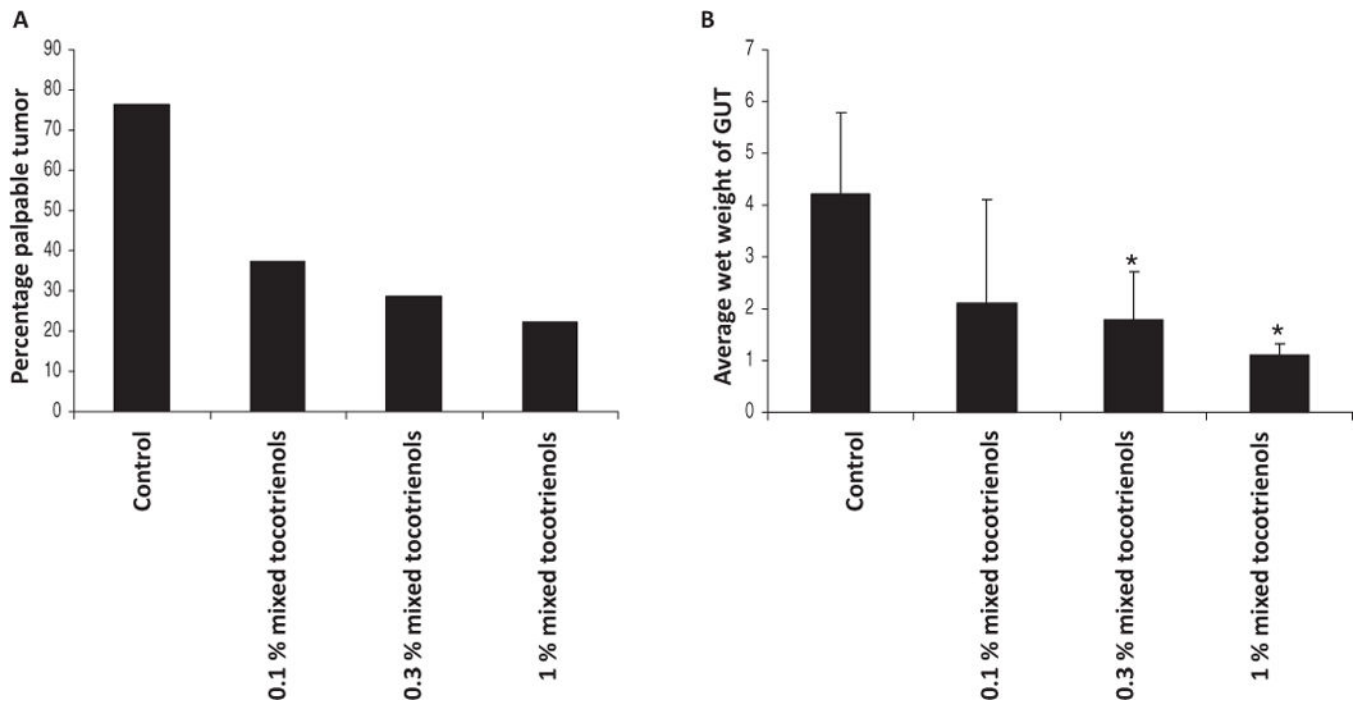 A
Percentage palpable tumor
90
80
70
60
50
40
30
20
10
0
Control
0.1 % mixed tocotrienols
0.3 % mixed tocotrienols
1 % mixed tocotrienols
B
Average wet weight of GUT
7
6
5
4
3
2
1
0
*
*
Control
0.1 % mixed tocotrienols
0.3 % mixed tocotrienols
1 % mixed tocotrienols